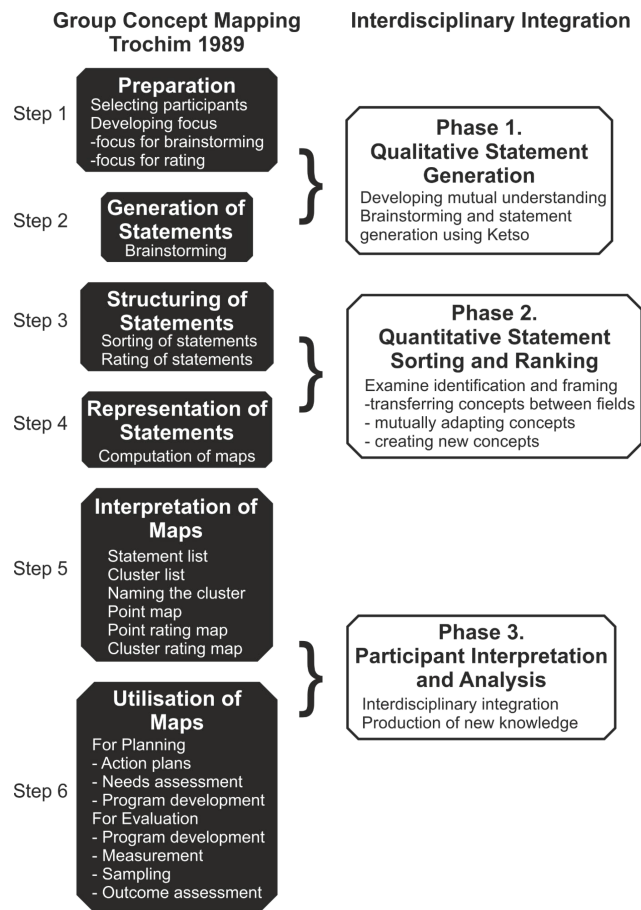 Group Concept Mapping
Trochim 1989
Interdisciplinary Integration
Step 1
Preparation
Selecting participants
Developing focus
-focus for brainstorming
-focus for rating
Step 2
Generation of
Statements
Brainstorming
Phase 1.
Qualitative Statement
Generation
Developing mutual understanding
Brainstorming and statement
generation using Ketso
Step 3
Structuring of
Statements
Sorting of statements
Rating of statements
Step 4
Representation of
Statements
Computation of maps
Phase 2.
Quantitative Statement
Sorting and Ranking
Examine identification and framing
-transferring concepts between fields
- mutually adapting concepts
- creating new concepts
Step 5
Interpretation of
Maps
Statement list
Cluster list
Naming the cluster
Point map
Point rating map
Cluster rating map
Step 6
Utilisation of
Maps
For Planning
- Action plans
- Needs assessment
- Program development
For Evaluation
- Program development
- Measurement
- Sampling
- Outcome assessment
Phase 3.
Participant Interpretation
and Analysis
Interdisciplinary integration
Production of new knowledge